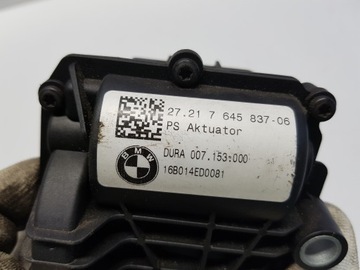 27.21 7 645 837-06
PS Aktuator
DURA 007.153-000
16B014ED0081
BMW